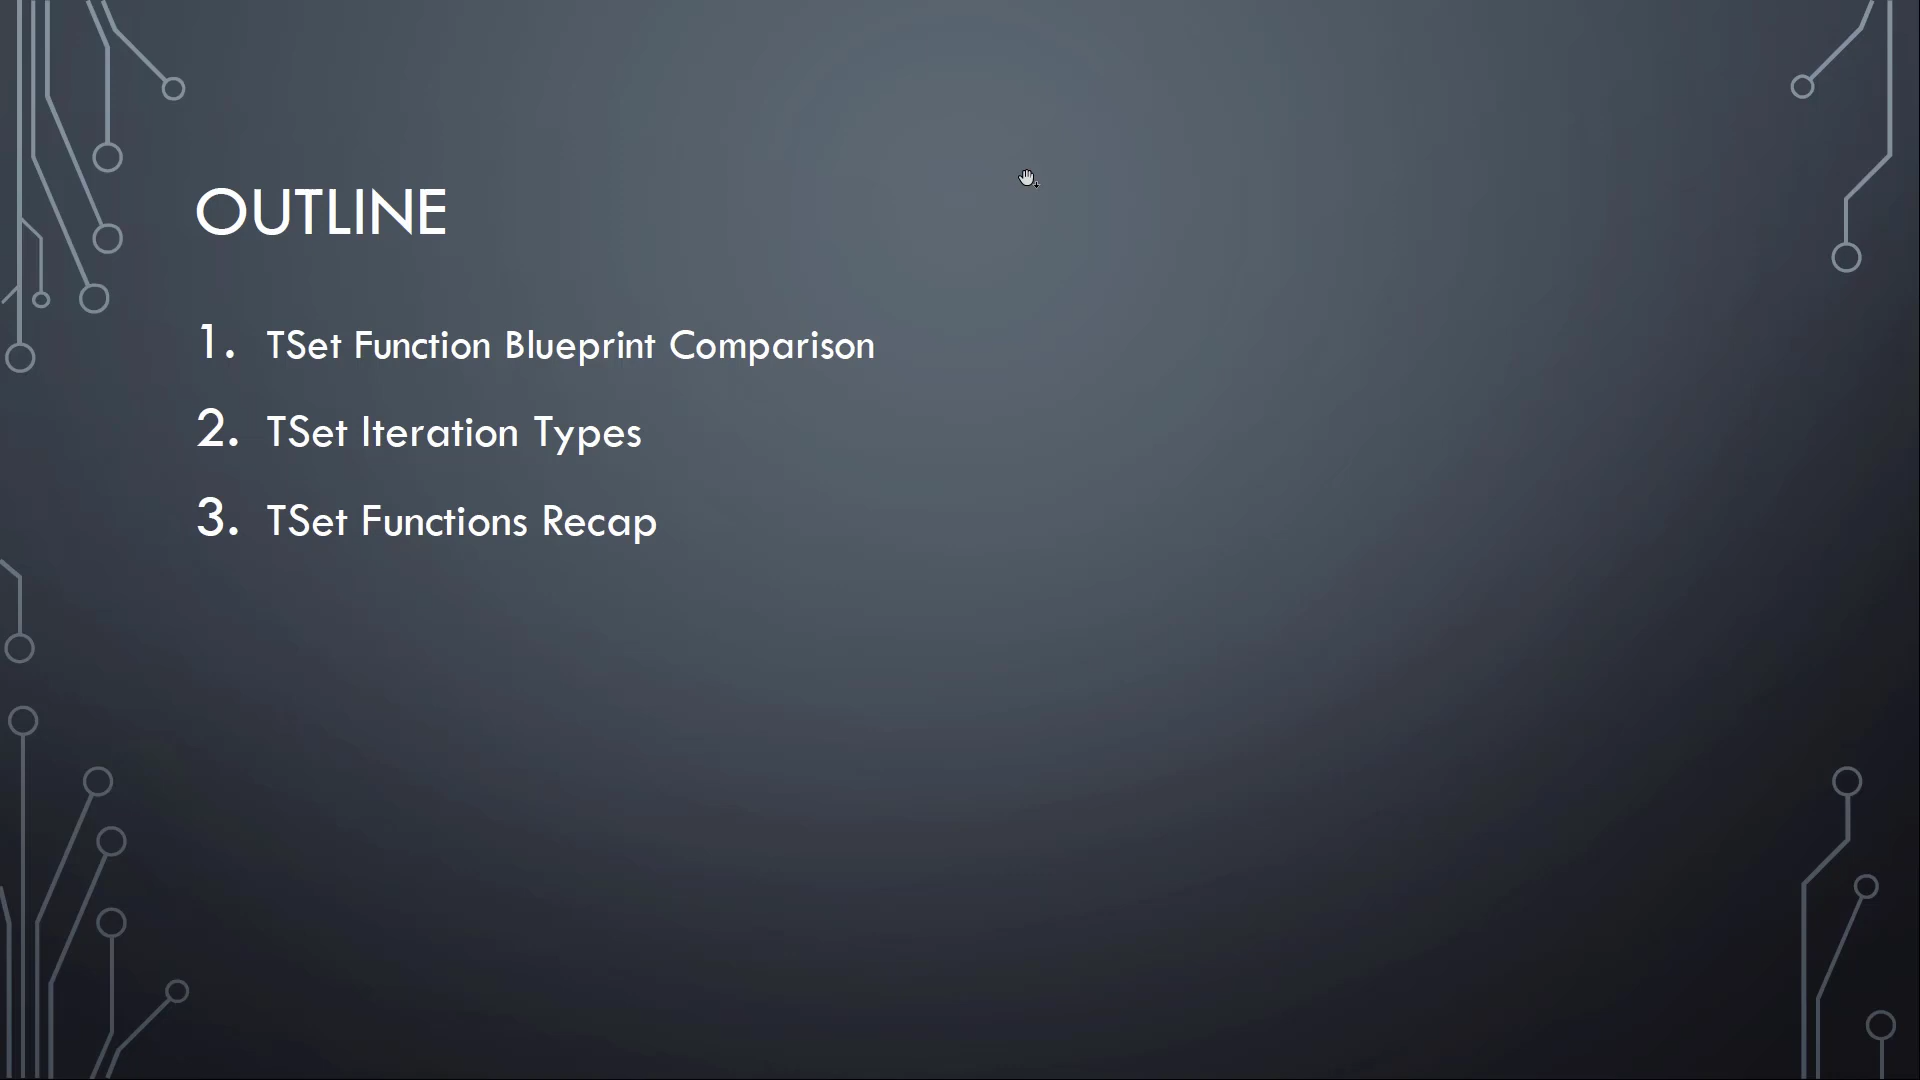 OUTLINE
1. TSet Function Blueprint Comparison
2. TSet Iteration Types
3. TSet Functions Recap